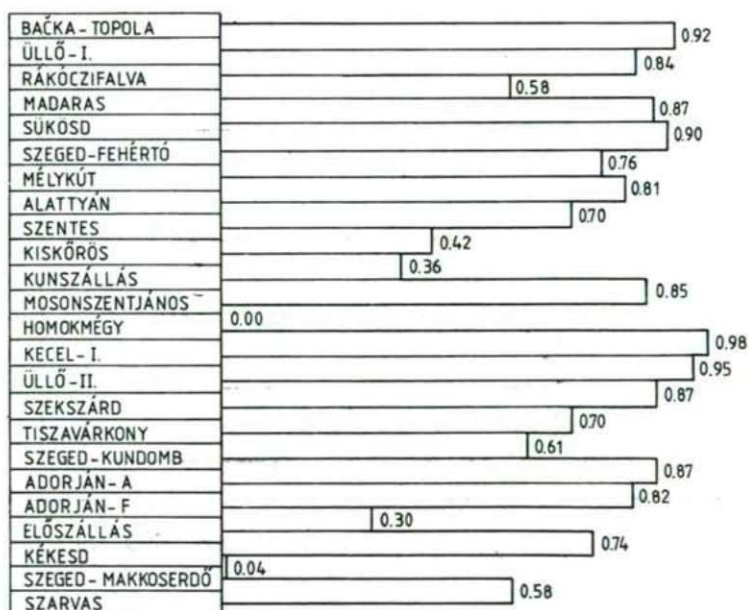 BAČKA-TOPOLA
0.92
ÜLLŐ-I.
0.84
RÁKÓCZIFALVA
0.58
MADARAS
0.87
SÜKÖSD
0.90
SZEGED-FEHÉRTÓ
0.76
MÉLYKÚT
0.81
ALATTYÁN
0.70
SZENTES
0.42
KISKŐRÖS
0.36
KUNSZÁLLÁS
0.85
MOSONSZENTJÁNOS
0.00
HOMOKMÉGY
0.98
KECEL-I.
0.95
ÜLLŐ-II.
0.87
SZEKSZÁRD
0.70
TISZAVÁRKONY
0.61
SZEGED-KUNDOMB
0.87
ADORJÁN-A
0.82
ADORJÁN-F
0.30
ELŐSZÁLLÁS
0.74
KÉKESD
0.04
SZEGED-MAKKOSERDŐ
0.58
SZARVAS